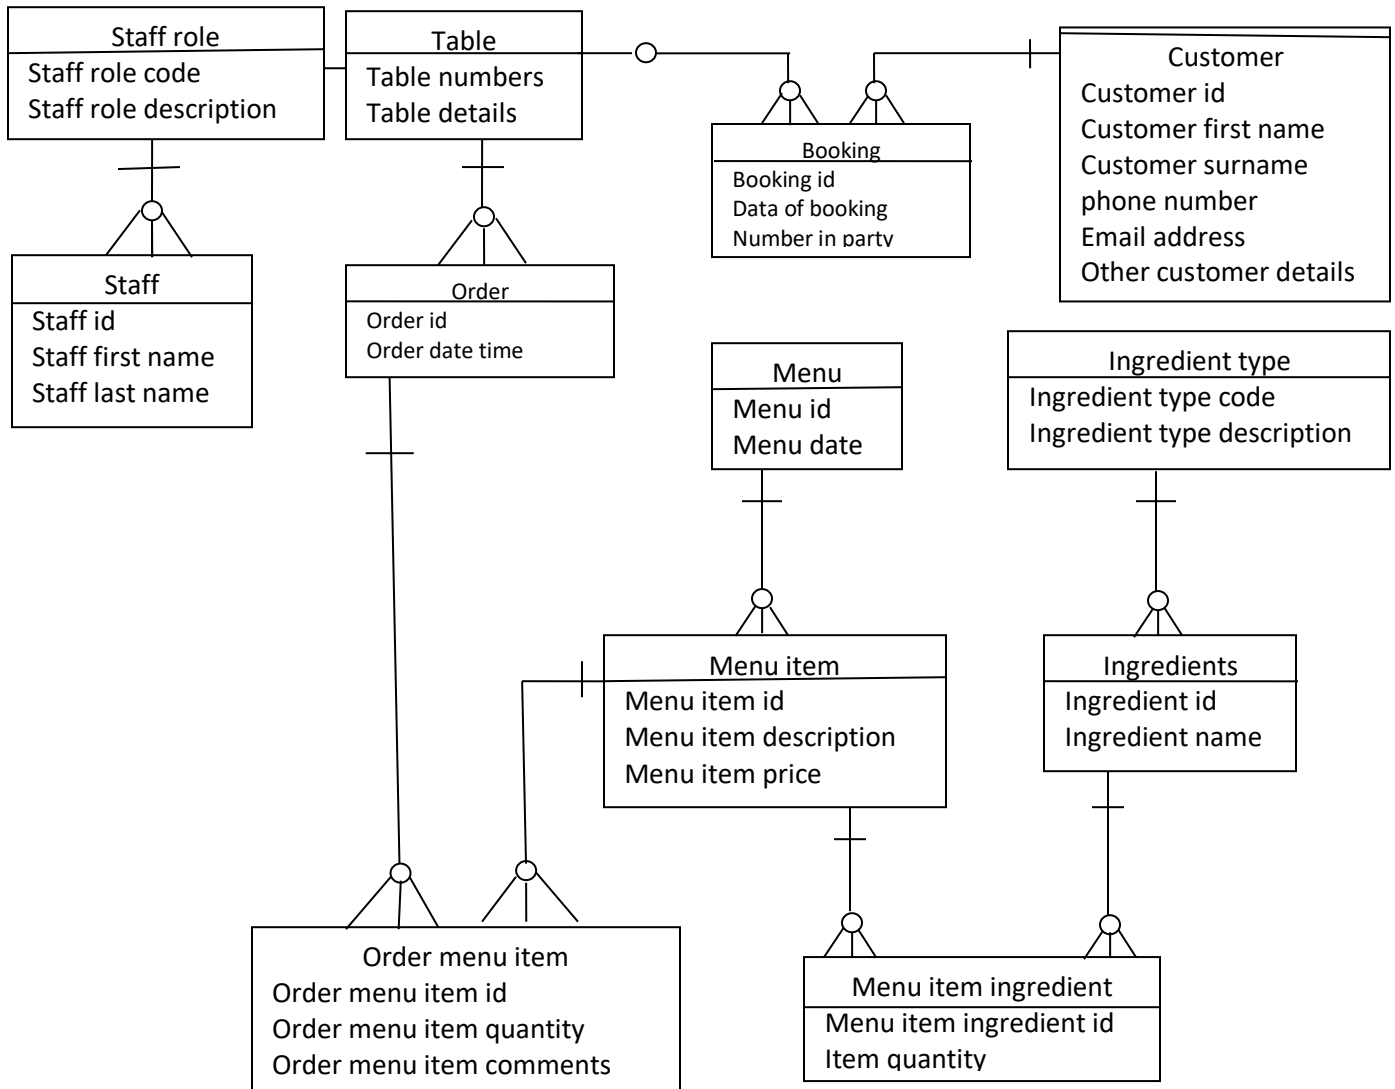 Staff role
Staff role code
Staff role description
Table
Table numbers
Table details
Customer
Customer id
Customer first name
Customer surname
phone number
Email address
Other customer details
Booking
Booking id
Data of booking
Number in party
Staff
Staff id
Staff first name
Staff last name
Order
Order id
Order date time
Menu
Menu id
Menu date
Ingredient type
Ingredient type code
Ingredient type description
Menu item
Menu item id
Menu item description
Menu item price
Ingredients
Ingredient id
Ingredient name
Order menu item
Order menu item id
Order menu item quantity
Order menu item comments
Menu item ingredient
Menu item ingredient id
Item quantity